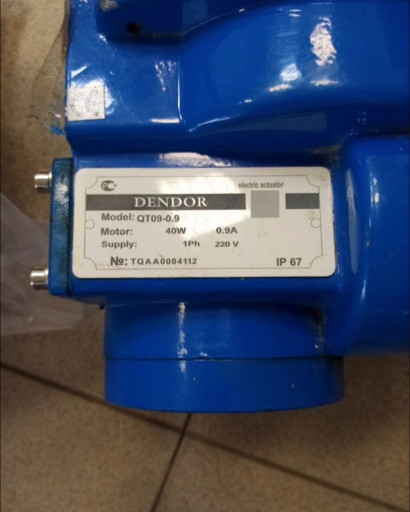 electric actuator
DENDOR
Model: QT09-0.9
Motor: 40W 0.9A
Supply: 1Ph 220 V
№: TQAA0004112 IP 67